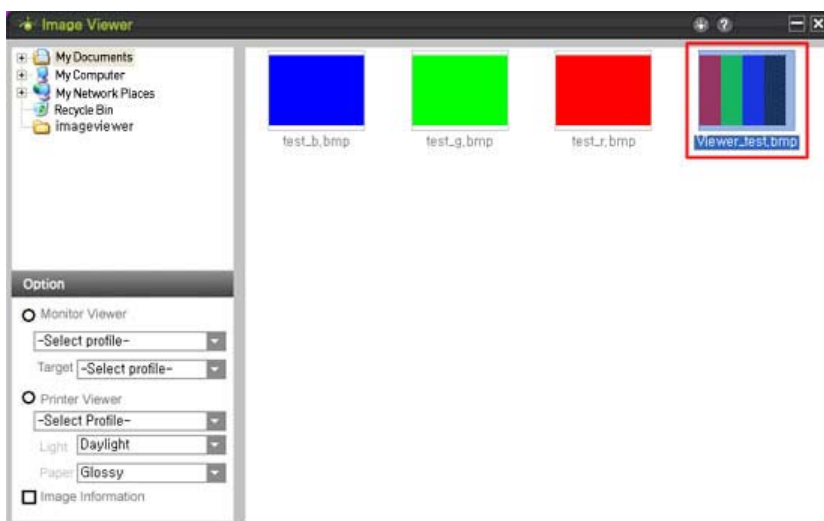 Image Viewer
My Documents
My Computer
My Network Places
Recycle Bin
imageviewer
test_b.bmp
test_g.bmp
test_r.bmp
Viewer_test.bmp
Option
Monitor Viewer
-Select profile-
Target -Select profile-
Printer Viewer
-Select Profile-
Light Daylight
Paper Glossy
Image Information